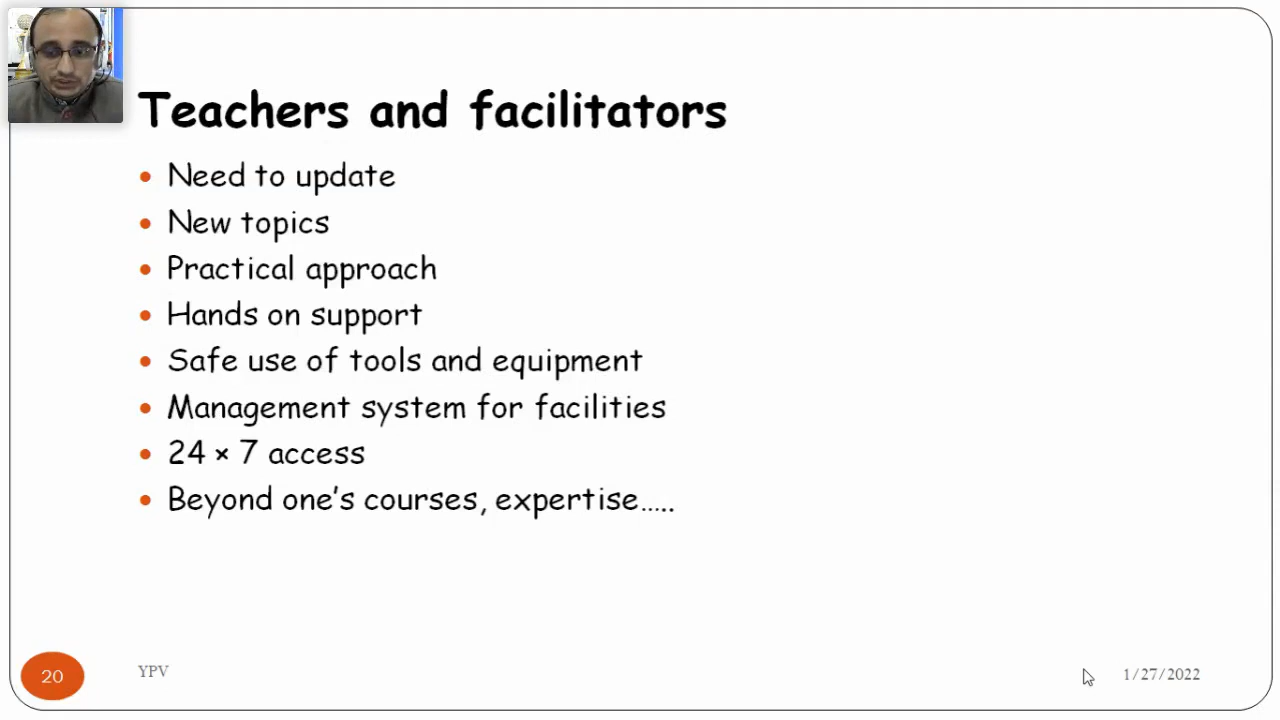 Teachers and facilitators
• Need to update
• New topics
• Practical approach
• Hands on support
• Safe use of tools and equipment
• Management system for facilities
• 24 × 7 access
• Beyond one's courses, expertise.....
20
YPV
1/27/2022